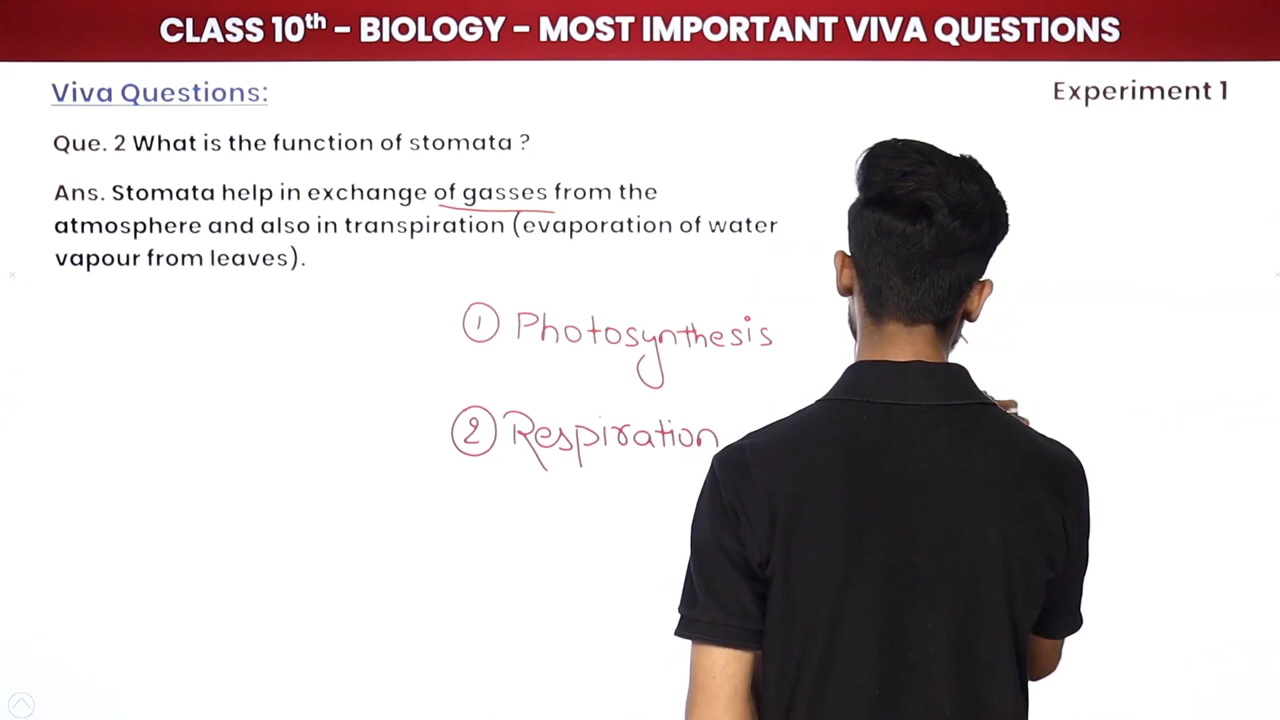 CLASS 10th - BIOLOGY - MOST IMPORTANT VIVA QUESTIONS
Viva Questions:
Experiment 1
Que. 2 What is the function of stomata ?
Ans. Stomata help in exchange of gasses from the
atmosphere and also in transpiration (evaporation of water
vapour from leaves).
① Photosynthesis
② Respiration